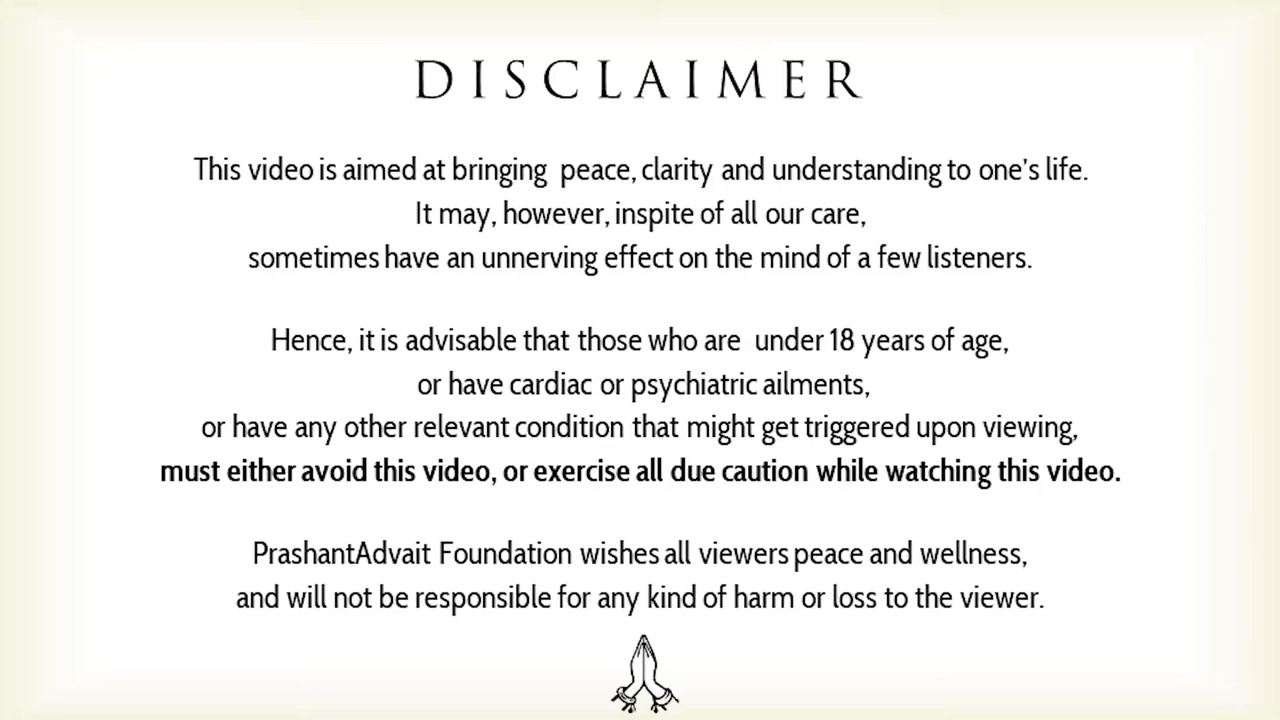 DISCLAIMER
This video is aimed at bringing peace, clarity and understanding to one's life.
It may, however, inspite of all our care,
sometimes have an unnerving effect on the mind of a few listeners.
Hence, it is advisable that those who are under 18 years of age,
or have cardiac or psychiatric ailments,
or have any other relevant condition that might get triggered upon viewing,
must either avoid this video, or exercise all due caution while watching this video.
PrashantAdvait Foundation wishes all viewers peace and wellness,
and will not be responsible for any kind of harm or loss to the viewer.